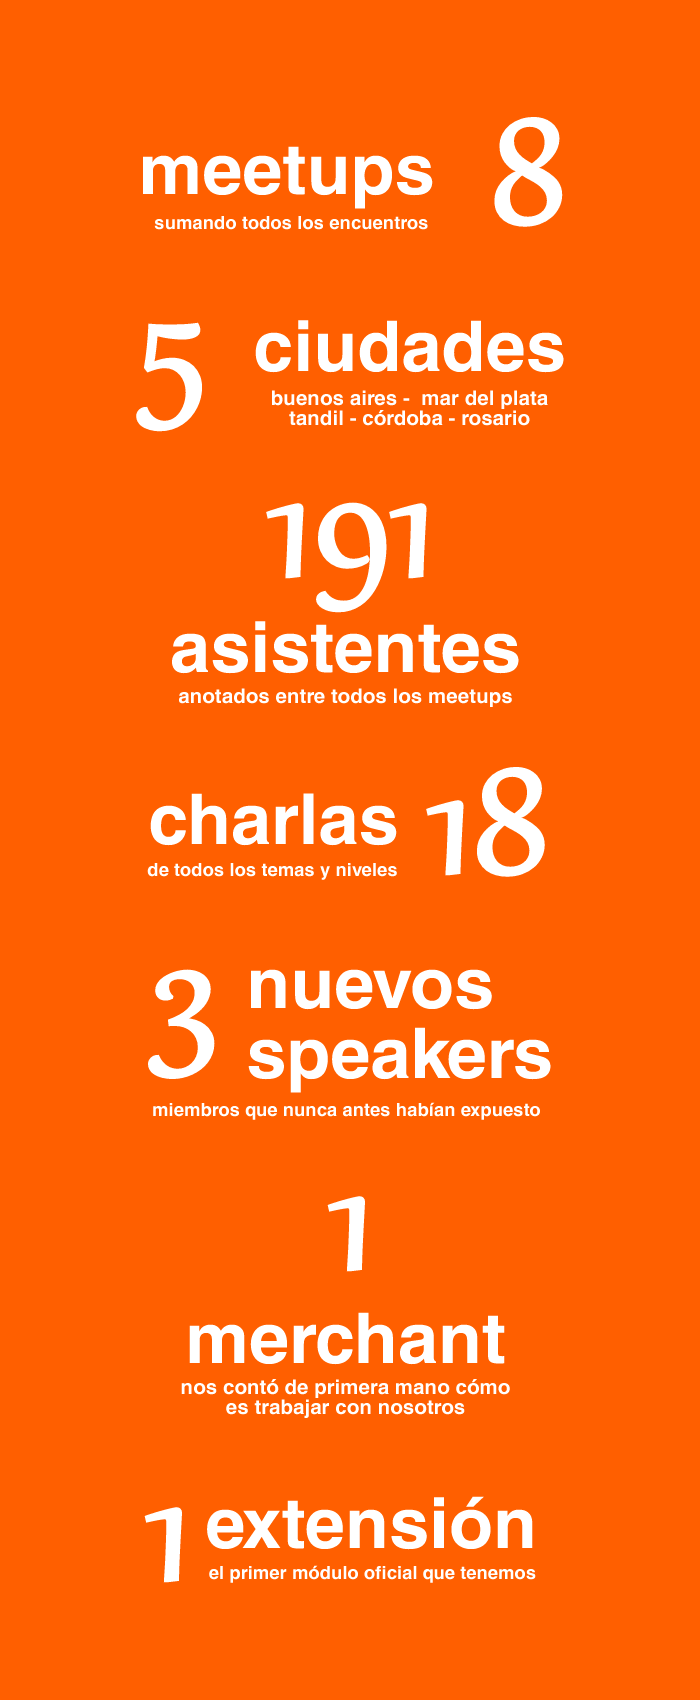 meetups 8
sumando todos los encuentros
5 ciudades
buenos aires - mar del plata
tandil - córdoba - rosario
191
asistentes
anotados entre todos los meetups
charlas 18
de todos los temas y niveles
3 nuevos
speakers
miembros que nunca antes habían expuesto
1
merchant
nos contó de primera mano cómo
es trabajar con nosotros
1 extensión
el primer módulo oficial que tenemos